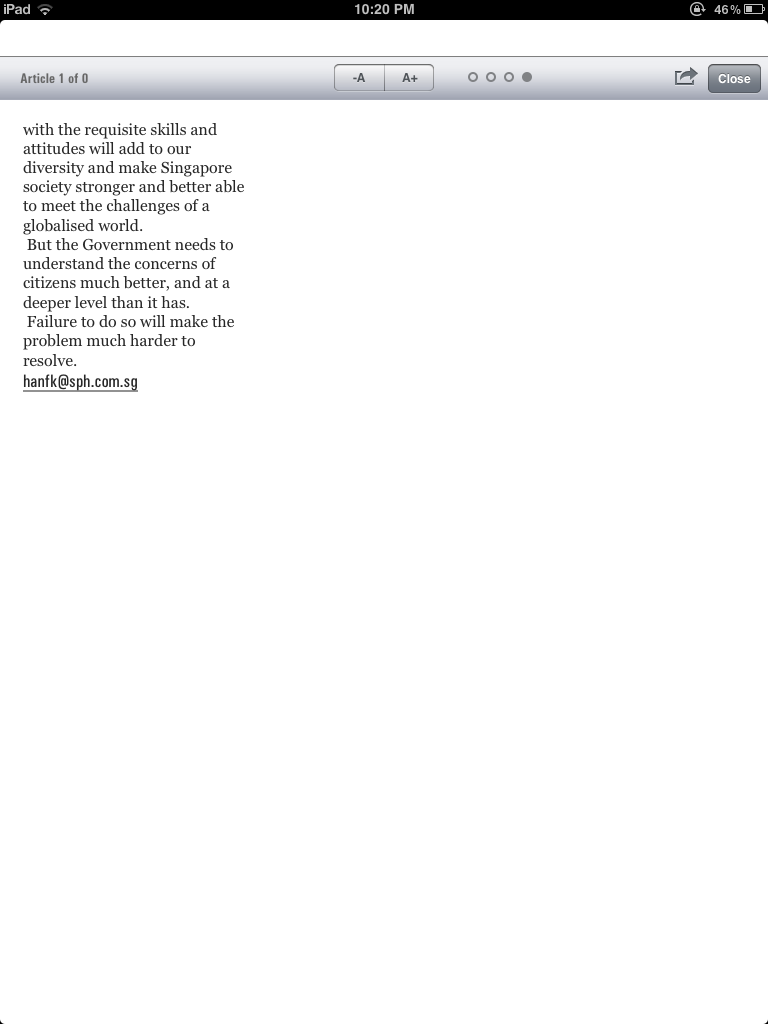 iPad 10:20 PM 46%
Article 1 of 0 -A A+ Close
with the requisite skills and
attitudes will add to our
diversity and make Singapore
society stronger and better able
to meet the challenges of a
globalised world.
But the Government needs to
understand the concerns of
citizens much better, and at a
deeper level than it has.
Failure to do so will make the
problem much harder to
resolve.
hanfk@sph.com.sg